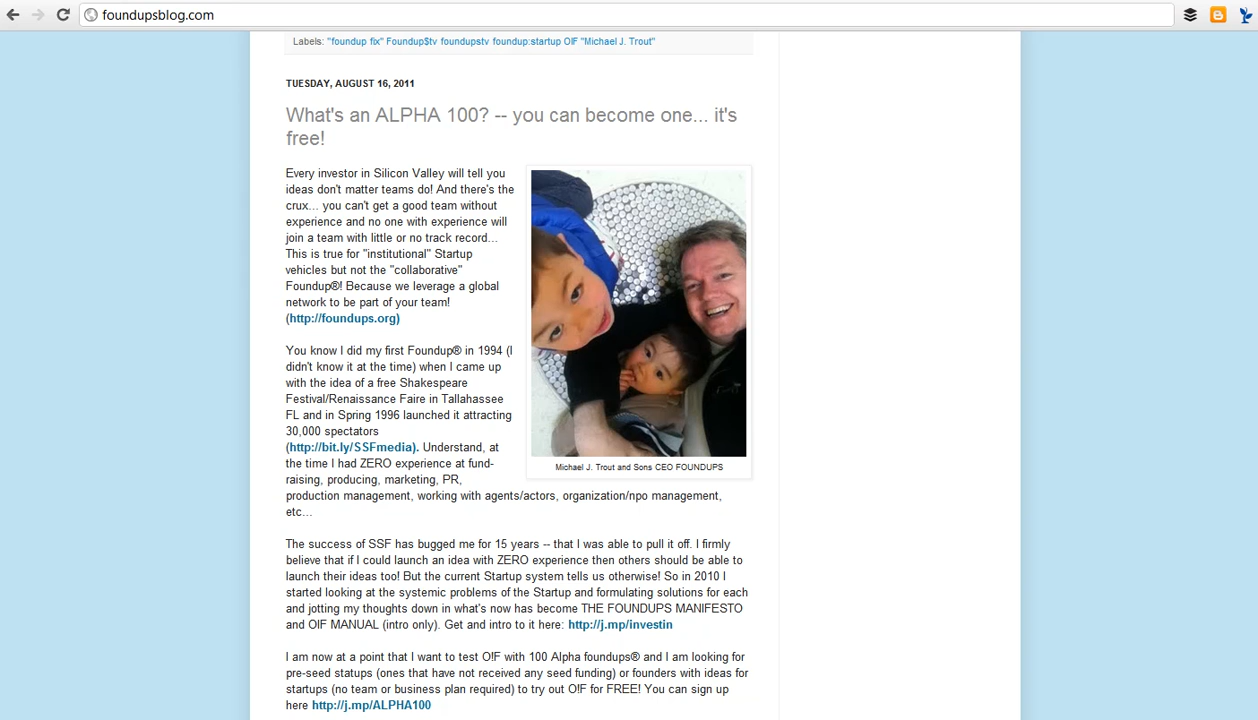 foundupsblog.com
Labels: "foundup fix" Foundup$tv foundupstv foundup:startup OIF "Michael J. Trout"
TUESDAY, AUGUST 16, 2011
What's an ALPHA 100? -- you can become one... it's
free!
Every investor in Silicon Valley will tell you
ideas don't matter teams do! And there's the
crux... you can't get a good team without
experience and no one with experience will
join a team with little or no track record...
This is true for "institutional" Startup
vehicles but not the "collaborative"
Foundup®! Because we leverage a global
network to be part of your team!
(http://foundups.org)
Michael J. Trout and Sons CEO FOUNDUPS
You know I did my first Foundup® in 1994 (I
didn't know it at the time) when I came up
with the idea of a free Shakespeare
Festival/Renaissance Faire in Tallahassee
FL and in Spring 1996 launched it attracting
30,000 spectators
(http://bit.ly/SSFmedia). Understand, at
the time I had ZERO experience at fund-
raising, producing, marketing, PR,
production management, working with agents/actors, organization/npo management,
etc...
The success of SSF has bugged me for 15 years -- that I was able to pull it off. I firmly
believe that if I could launch an idea with ZERO experience then others should be able to
launch their ideas too! But the current Startup system tells us otherwise! So in 2010 I
started looking at the systemic problems of the Startup and formulating solutions for each
and jotting my thoughts down in what's now has become THE FOUNDUPS MANIFESTO
and OIF MANUAL (intro only). Get and intro to it here: http://j.mp/investin
I am now at a point that I want to test O!F with 100 Alpha foundups® and I am looking for
pre-seed statups (ones that have not received any seed funding) or founders with ideas for
startups (no team or business plan required) to try out O!F for FREE! You can sign up
here http://j.mp/ALPHA100